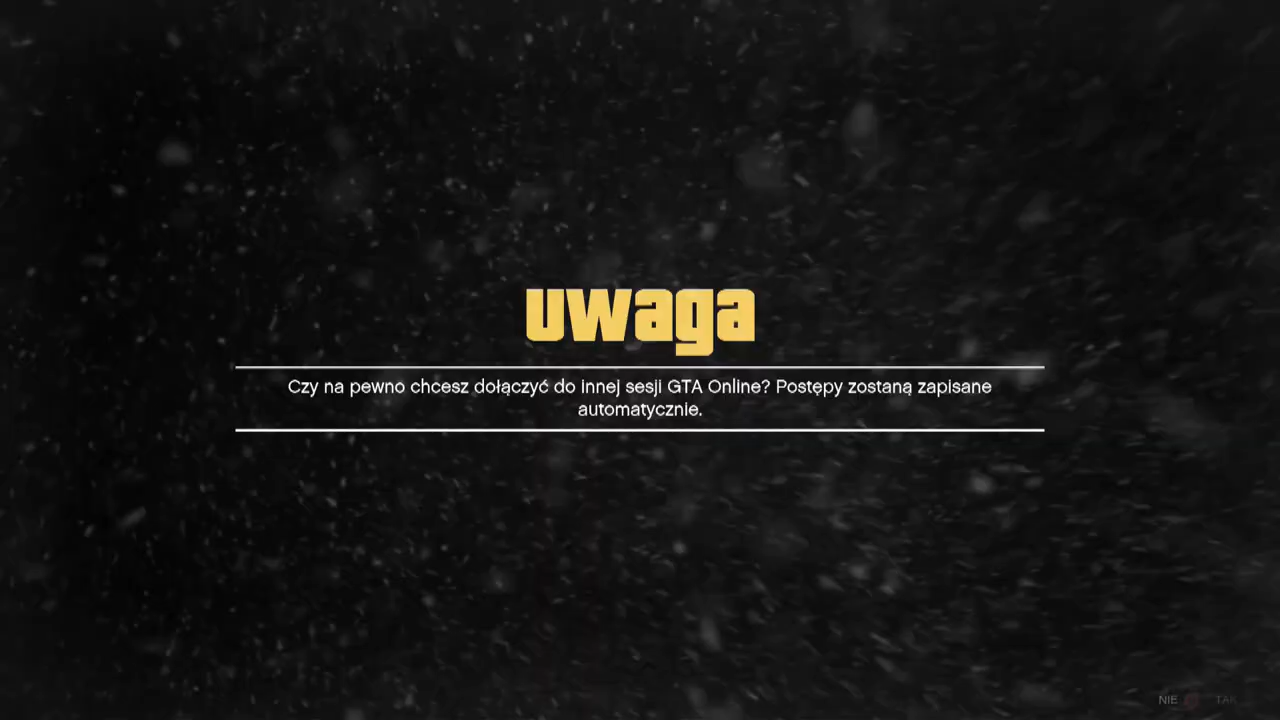 uwaga
Czy na pewno chcesz dołączyć do innej sesji GTA Online? Postępy zostaną zapisane
automatycznie.
NIE TAK